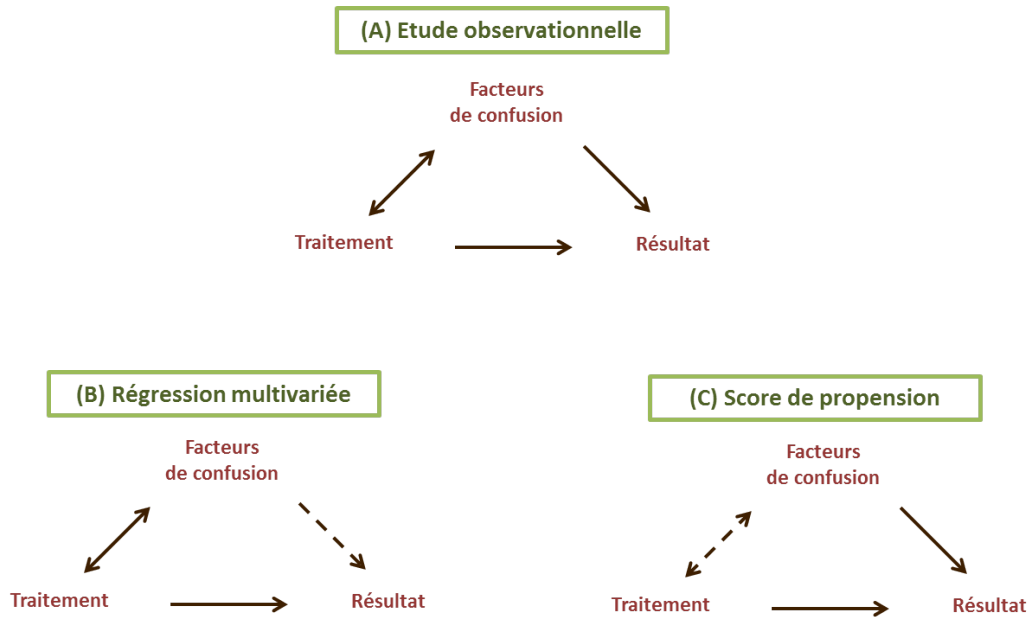 (A) Etude observationnelle
Facteurs
de confusion
Traitement
Résultat
(B) Régression multivariée
Facteurs
de confusion
Traitement
Résultat
(C) Score de propension
Facteurs
de confusion
Traitement
Résultat